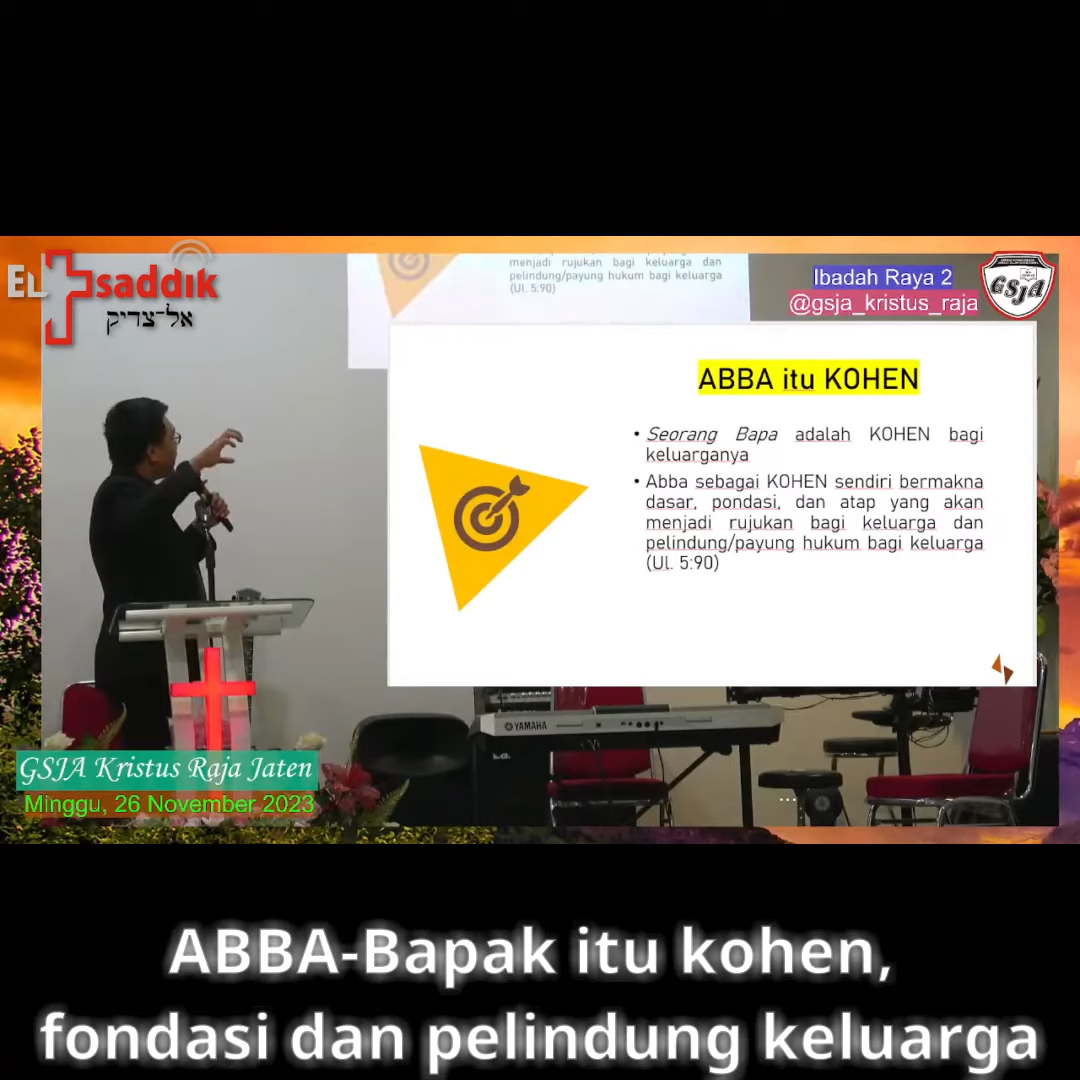 EL saddik
אל־צדיק
menjadi rujukan bagi keluarga dan
pelindung/payung hukum bagi keluarga
(Ul. 5:90)
Ibadah Raya 2
@gsja_kristus_raja
GSJA
ABBA itu KOHEN
• Seorang Bapa adalah KOHEN bagi
keluarganya
• Abba sebagai KOHEN sendiri bermakna
dasar, pondasi, dan atap yang akan
menjadi rujukan bagi keluarga dan
pelindung/payung hukum bagi keluarga
(Ul. 5:90)
YAMAHA
GSJA Kristus Raja Jaten
Minggu, 26 November 2023
ABBA-Bapak itu kohen,
fondasi dan pelindung keluarga